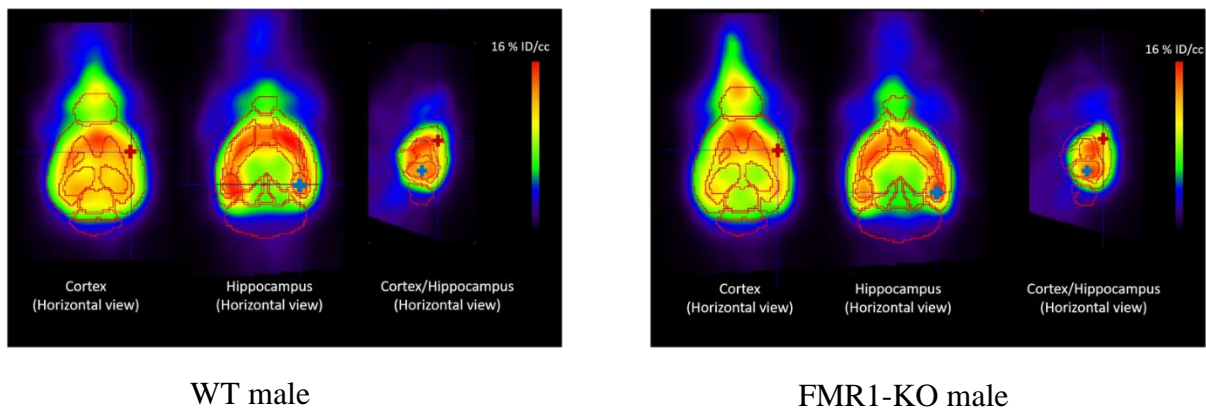 16 % ID/cc
Cortex
(Horizontal view)
Hippocampus
(Horizontal view)
Cortex/Hippocampus
(Horizontal view)
WT male
16 % ID/cc
Cortex
(Horizontal view)
Hippocampus
(Horizontal view)
Cortex/Hippocampus
(Horizontal view)
FMR1-KO male